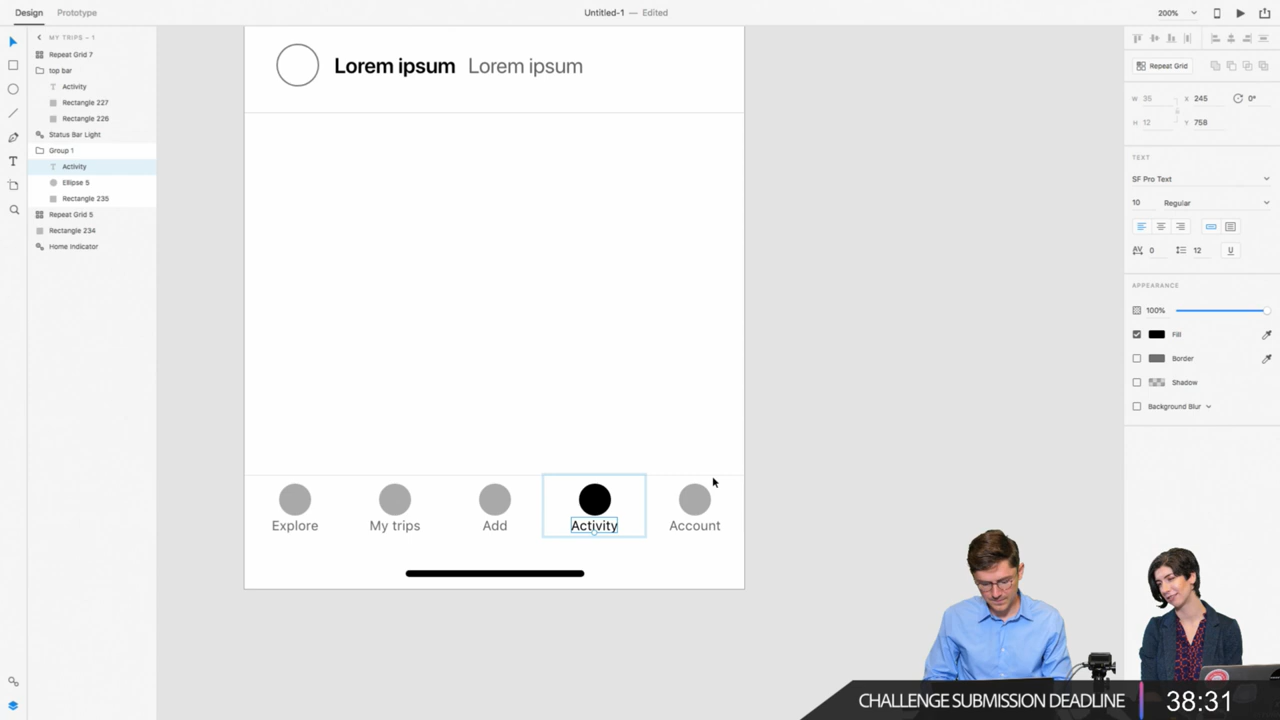 Design Prototype Untitled-1 — Edited 200%
MY TRIPS – 1
Repeat Grid 7
top bar
Activity
Rectangle 227
Rectangle 226
Status Bar Light
Group 1
Activity
Ellipse 5
Rectangle 235
Repeat Grid 5
Rectangle 234
Home Indicator
Lorem ipsum Lorem ipsum
Explore My trips Add Activity Account
Repeat Grid
W 35 X 245 0°
H 12 Y 758
TEXT
SF Pro Text
10 Regular
AV 0 12 U
APPEARANCE
100%
Fill
Border
Shadow
Background Blur
CHALLENGE SUBMISSION DEADLINE 38:31